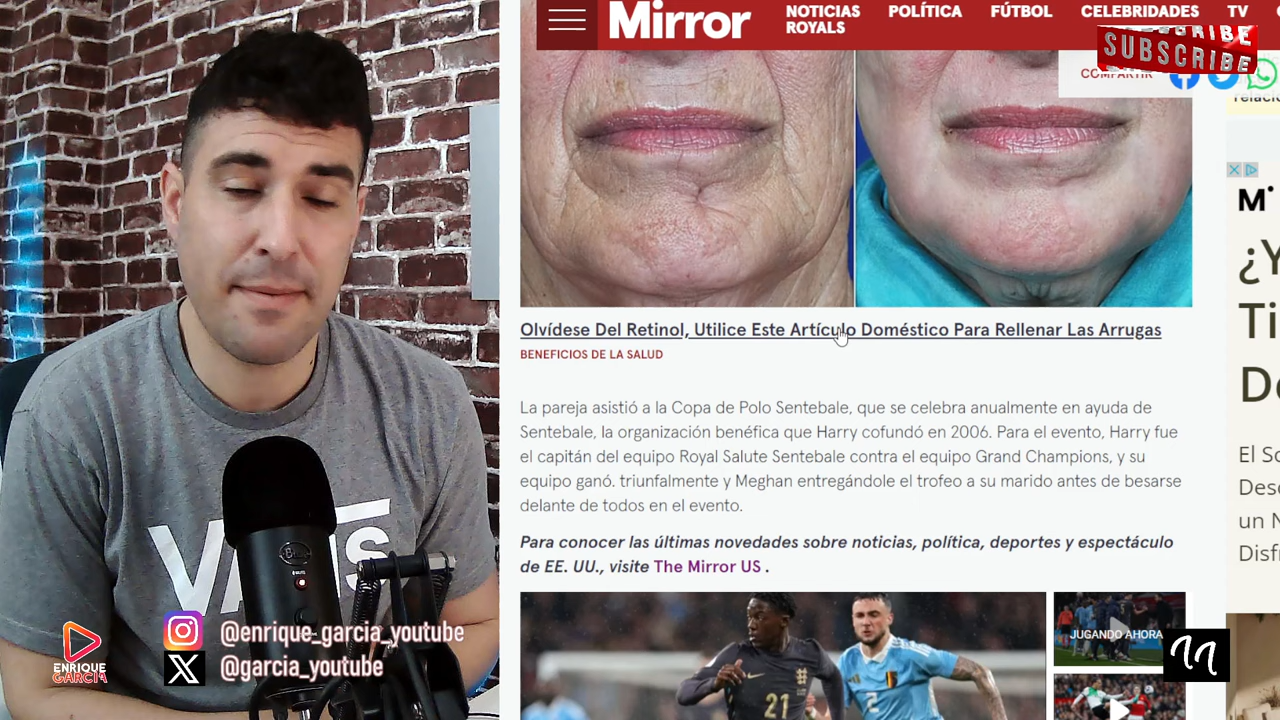 Mirror
NOTICIAS
POLÍTICA
FÚTBOL
CELEBRIDADES
TV
ROYALS
SUBSCRIBE
COMPARTIR
Olvídese Del Retinol, Utilice Este Artículo Doméstico Para Rellenar Las Arrugas
BENEFICIOS DE LA SALUD
La pareja asistió a la Copa de Polo Sentebale, que se celebra anualmente en ayuda de
Sentebale, la organización benéfica que Harry cofundó en 2006. Para el evento, Harry fue
el capitán del equipo Royal Salute Sentebale contra el equipo Grand Champions, y su
equipo ganó. triunfalmente y Meghan entregándole el trofeo a su marido antes de besarse
delante de todos en el evento.
Para conocer las últimas novedades sobre noticias, política, deportes y espectáculo
de EE. UU., visite The Mirror US .
JUGANDO AHORA
21
2
¿Y
Ti
De
El So
Desc
un N
Disf
VANS
Blue
ENRIQUE
GARCIA
@enrique_garcia_youtube
@garcia_youtube